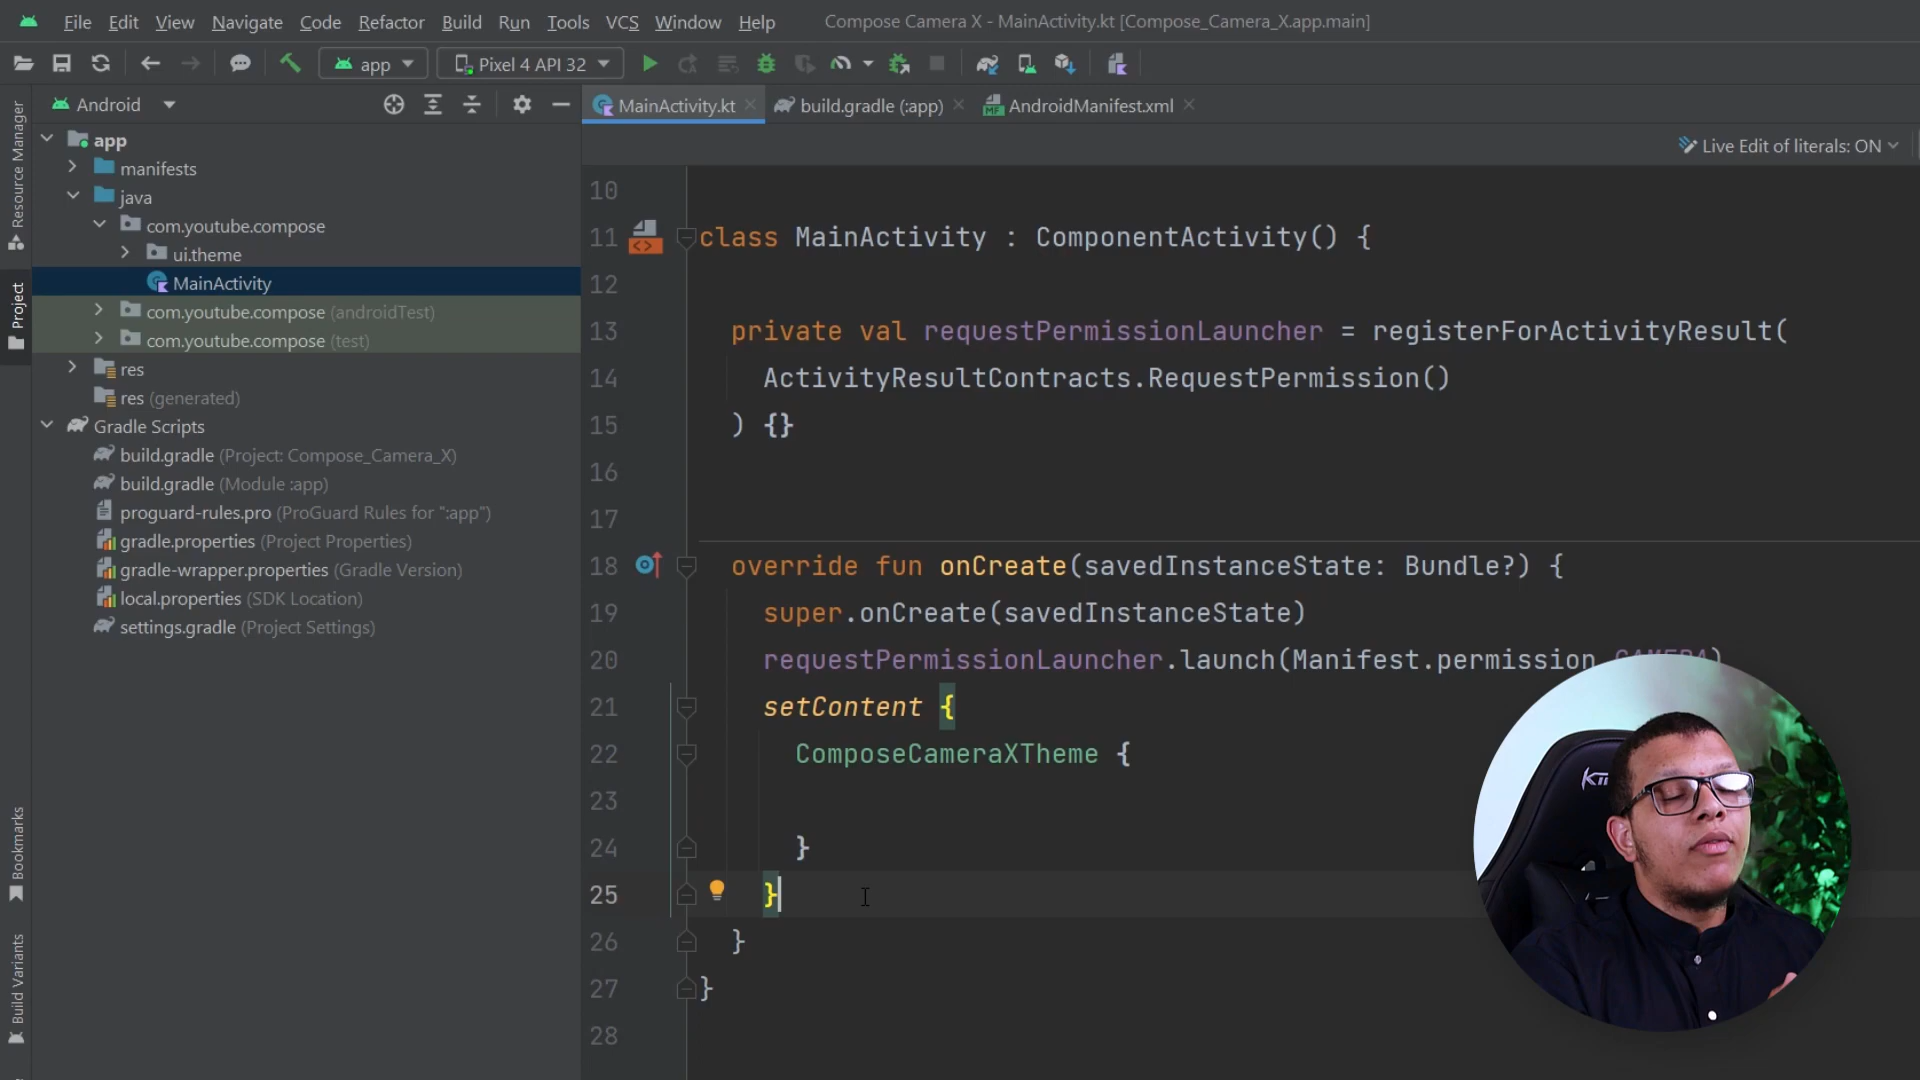 File Edit View Navigate Code Refactor Build Run Tools VCS Window Help Compose Camera X - MainActivity.kt [Compose_Camera_X.app.main]
app Pixel 4 API 32
Android MainActivity.kt build.gradle (:app) AndroidManifest.xml
Live Edit of literals: ON
Resource Manager
Project
Bookmarks
Build Variants
app
manifests
java
com.youtube.compose
ui.theme
MainActivity
com.youtube.compose (androidTest)
com.youtube.compose (test)
res
res (generated)
Gradle Scripts
build.gradle (Project: Compose_Camera_X)
build.gradle (Module :app)
proguard-rules.pro (ProGuard Rules for ":app")
gradle.properties (Project Properties)
gradle-wrapper.properties (Gradle Version)
local.properties (SDK Location)
settings.gradle (Project Settings)
10
11 class MainActivity : ComponentActivity() {
12
13 private val requestPermissionLauncher = registerForActivityResult(
14 ActivityResultContracts.RequestPermission()
15 ) {}
16
17
18 override fun onCreate(savedInstanceState: Bundle?) {
19 super.onCreate(savedInstanceState)
20 requestPermissionLauncher.launch(Manifest.permission.CAMERA)
21 setContent {
22 ComposeCameraXTheme {
23
24 }
25 }
26 }
27 }
28